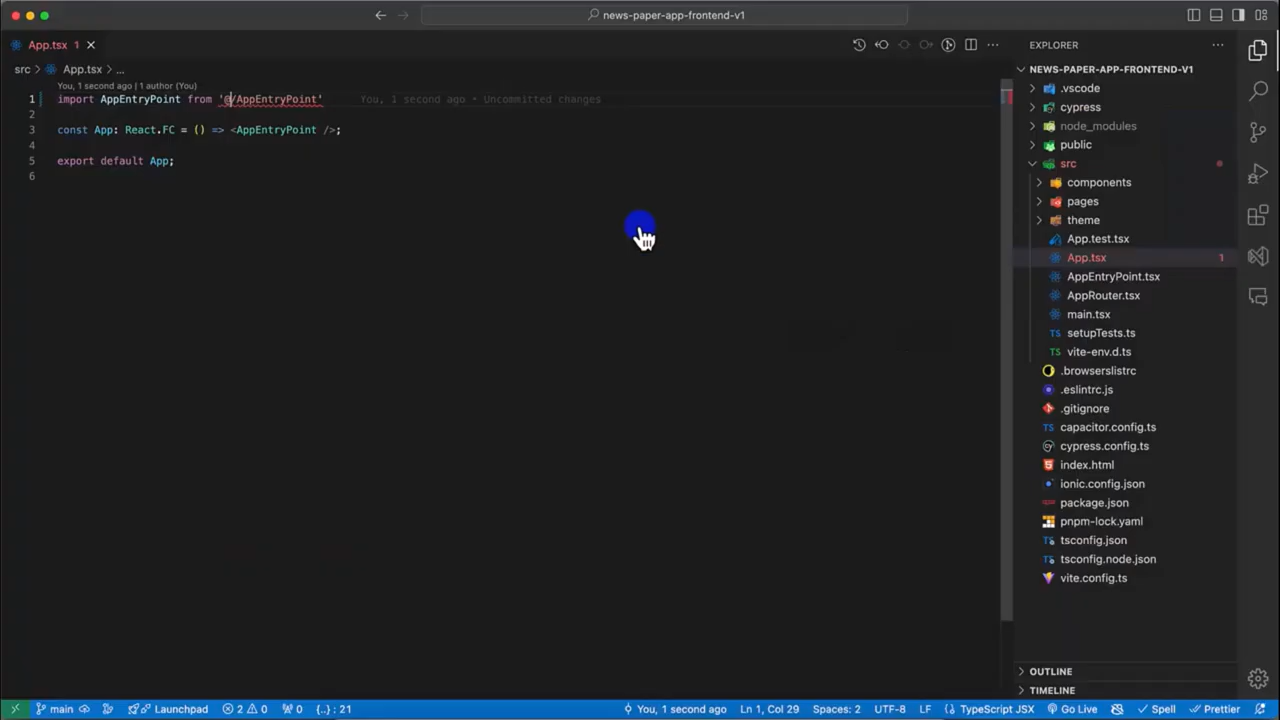 news-paper-app-frontend-v1
App.tsx 1
src > App.tsx > ...
You, 1 second ago | 1 author (You)
1 import AppEntryPoint from '@/AppEntryPoint' You, 1 second ago • Uncommitted changes
2
3 const App: React.FC = () => <AppEntryPoint />;
4
5 export default App;
6
EXPLORER
NEWS-PAPER-APP-FRONTEND-V1
.vscode
cypress
node_modules
public
src
components
pages
theme
App.test.tsx
App.tsx 1
AppEntryPoint.tsx
AppRouter.tsx
main.tsx
TS setupTests.ts
TS vite-env.d.ts
.browserslistrc
.eslintrc.js
.gitignore
TS capacitor.config.ts
cy cypress.config.ts
index.html
ionic.config.json
package.json
pnpm-lock.yaml
tsconfig.json
tsconfig.node.json
vite.config.ts
OUTLINE
TIMELINE
main Launchpad 2 0 0 {..} : 21 You, 1 second ago Ln 1, Col 29 Spaces: 2 UTF-8 LF {} TypeScript JSX Go Live Spell Prettier